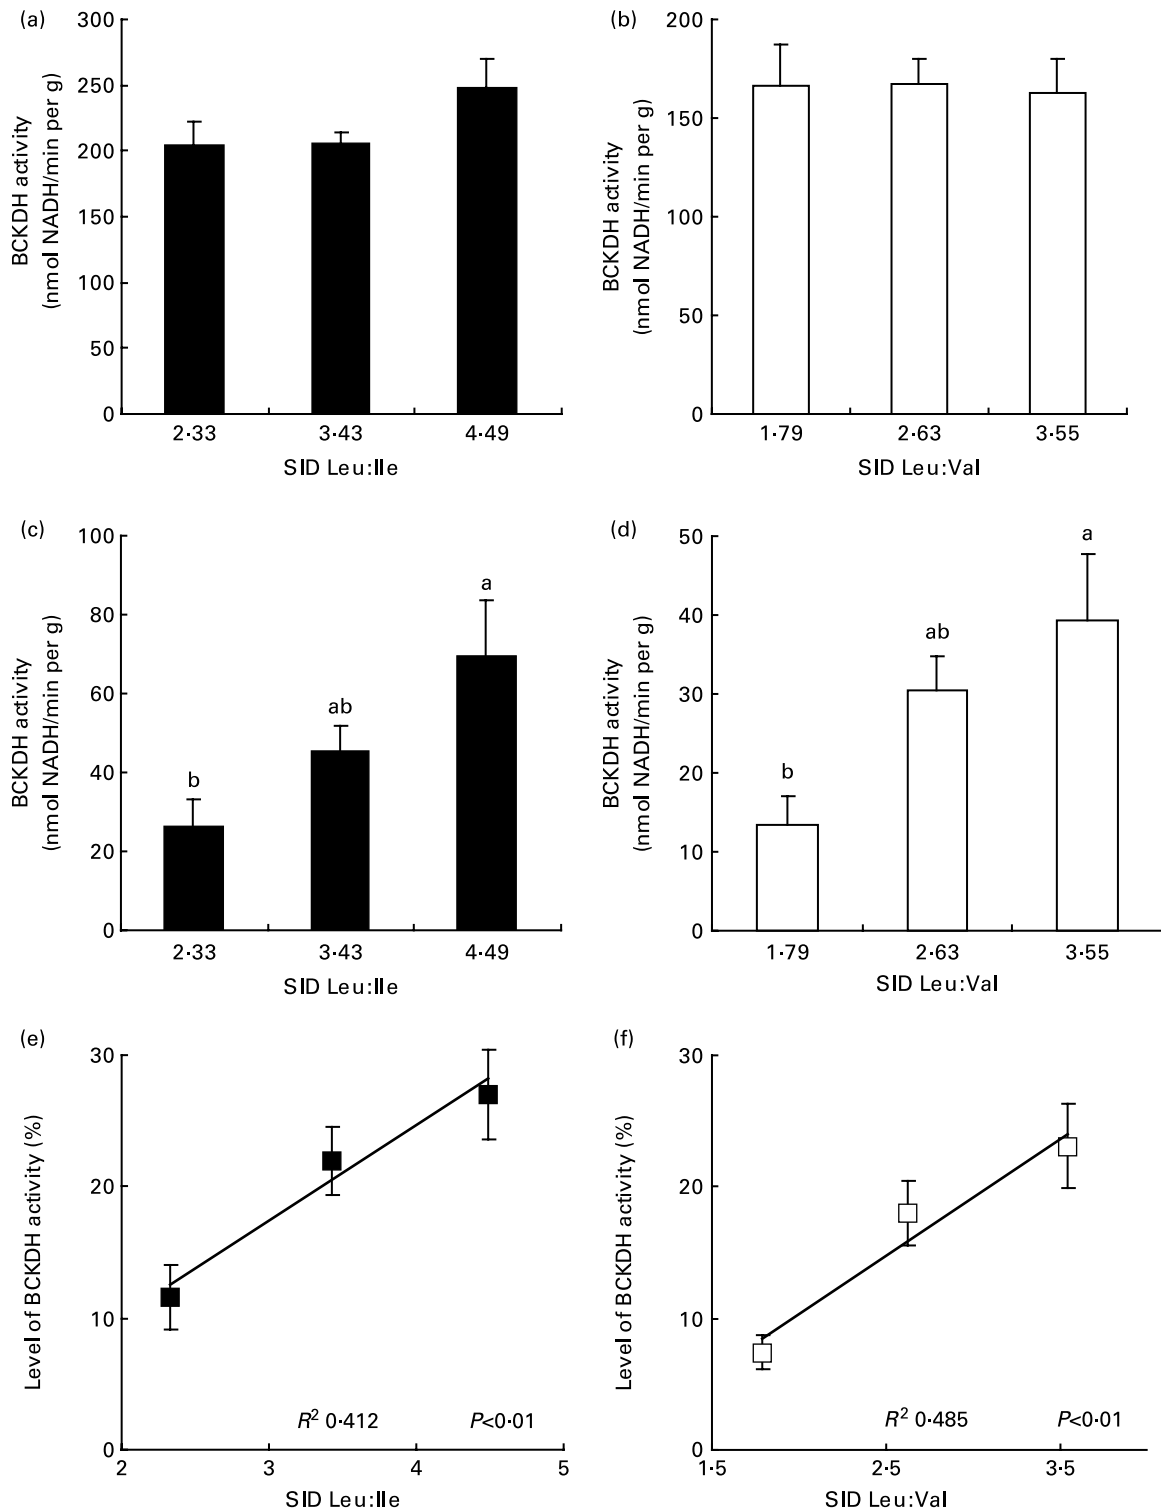 (a)
300
250
200
150
100
50
0
BCKDH activity
(nmol NADH/min per g)
2·33 3·43 4·49
SID Leu:Ile
(b)
200
150
100
50
0
BCKDH activity
(nmol NADH/min per g)
1·79 2·63 3·55
SID Leu:Val
(c)
100
80
60
40
20
0
BCKDH activity
(nmol NADH/min per g)
b
ab
a
2·33 3·43 4·49
SID Leu:Ile
(d)
50
40
30
20
10
0
BCKDH activity
(nmol NADH/min per g)
b
ab
a
1·79 2·63 3·55
SID Leu:Val
(e)
30
20
10
0
Level of BCKDH activity (%)
R² 0·412 P<0·01
2 3 4 5
SID Leu:Ile
(f)
30
20
10
0
Level of BCKDH activity (%)
R² 0·485 P<0·01
1·5 2·5 3·5
SID Leu:Val